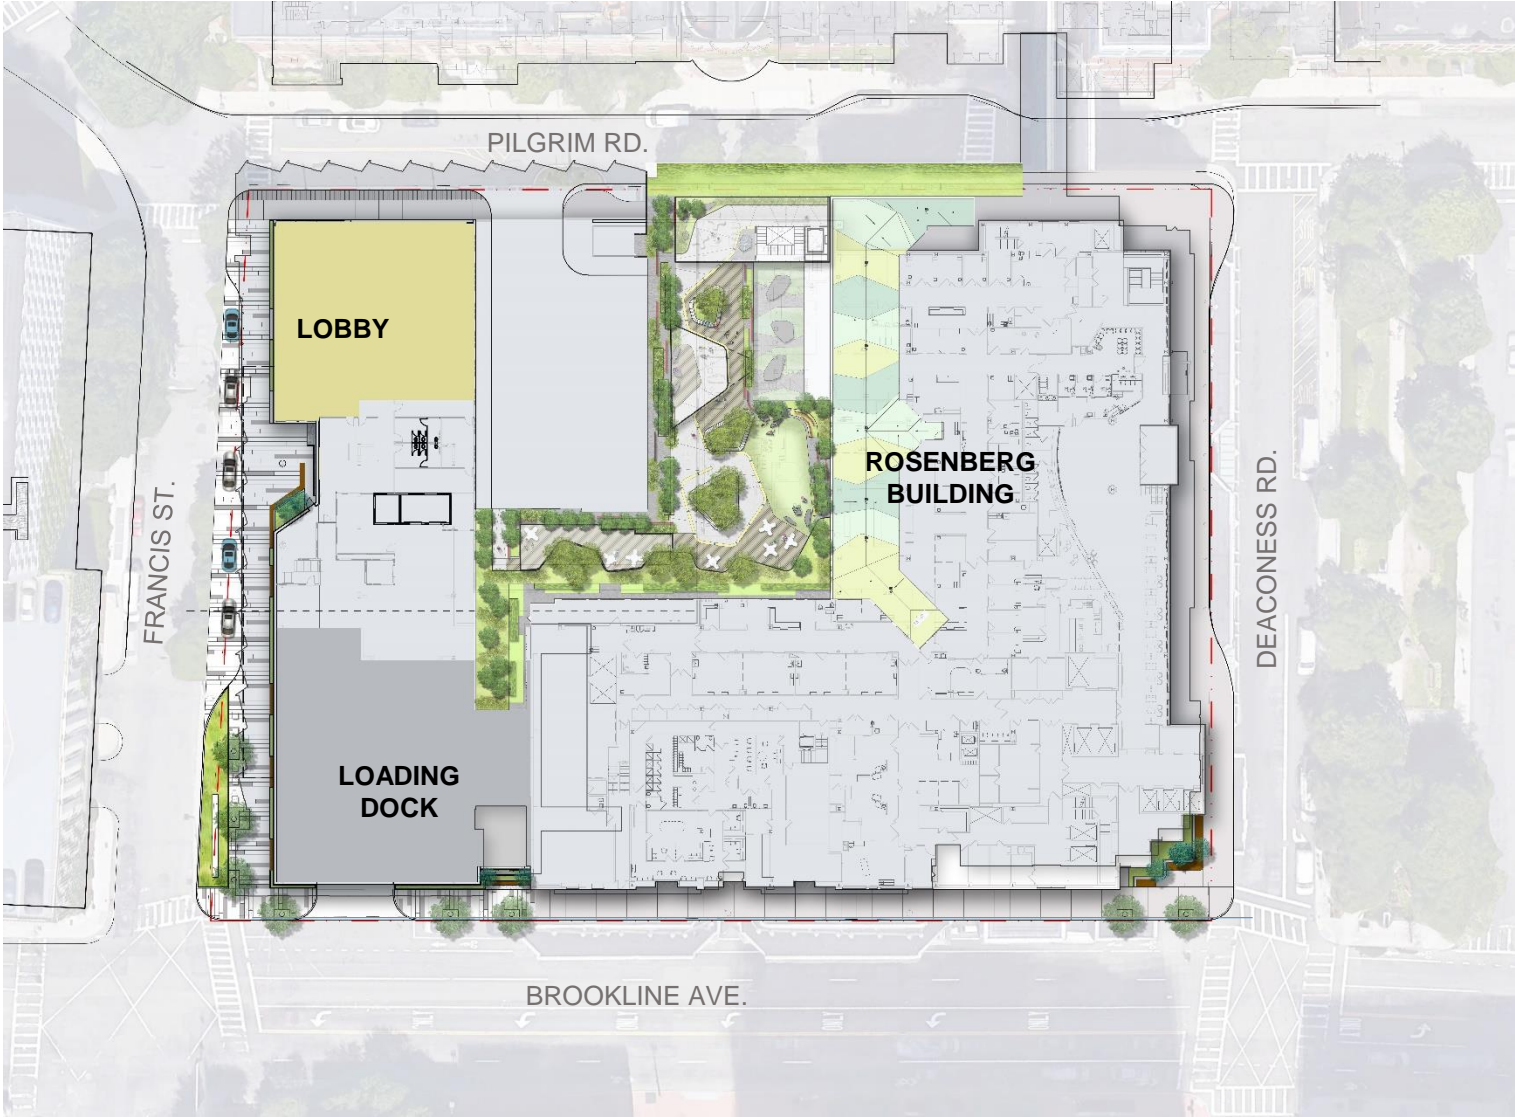 PILGRIM RD.
LOBBY
ROSENBERG
BUILDING
FRANCIS ST.
DEACONESS RD.
LOADING
DOCK
BROOKLINE AVE.